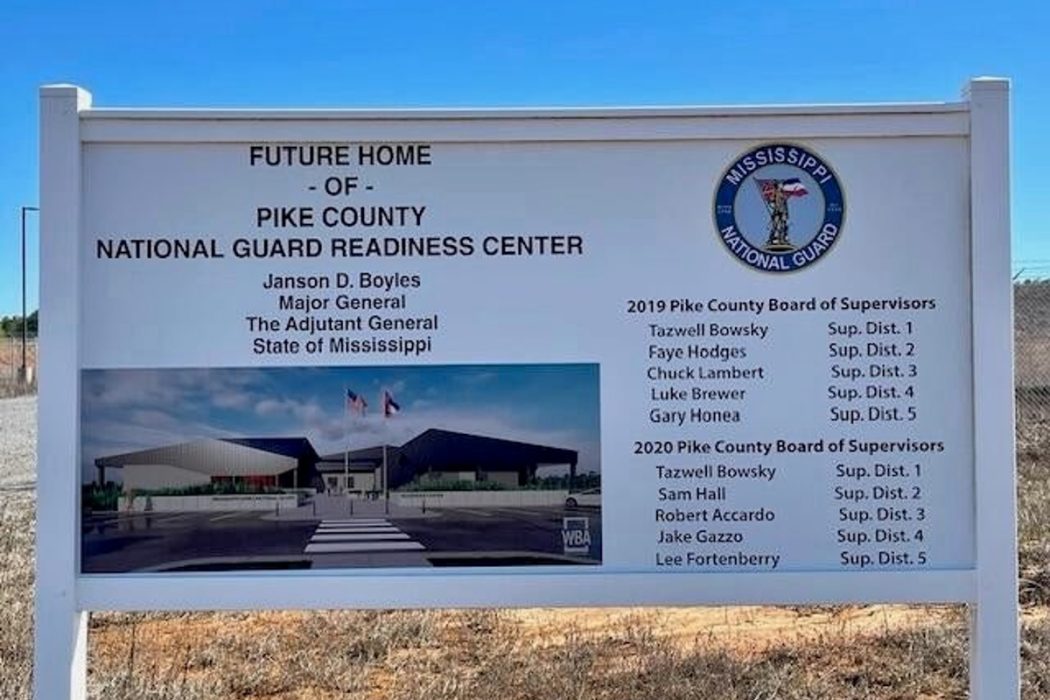 FUTURE HOME
- OF -
PIKE COUNTY
NATIONAL GUARD READINESS CENTER
Janson D. Boyles
Major General
The Adjutant General
State of Mississippi
WBA
MISSISSIPPI
NATIONAL GUARD
2019 Pike County Board of Supervisors
Tazwell Bowsky Sup. Dist. 1
Faye Hodges Sup. Dist. 2
Chuck Lambert Sup. Dist. 3
Luke Brewer Sup. Dist. 4
Gary Honea Sup. Dist. 5
2020 Pike County Board of Supervisors
Tazwell Bowsky Sup. Dist. 1
Sam Hall Sup. Dist. 2
Robert Accardo Sup. Dist. 3
Jake Gazzo Sup. Dist. 4
Lee Fortenberry Sup. Dist. 5